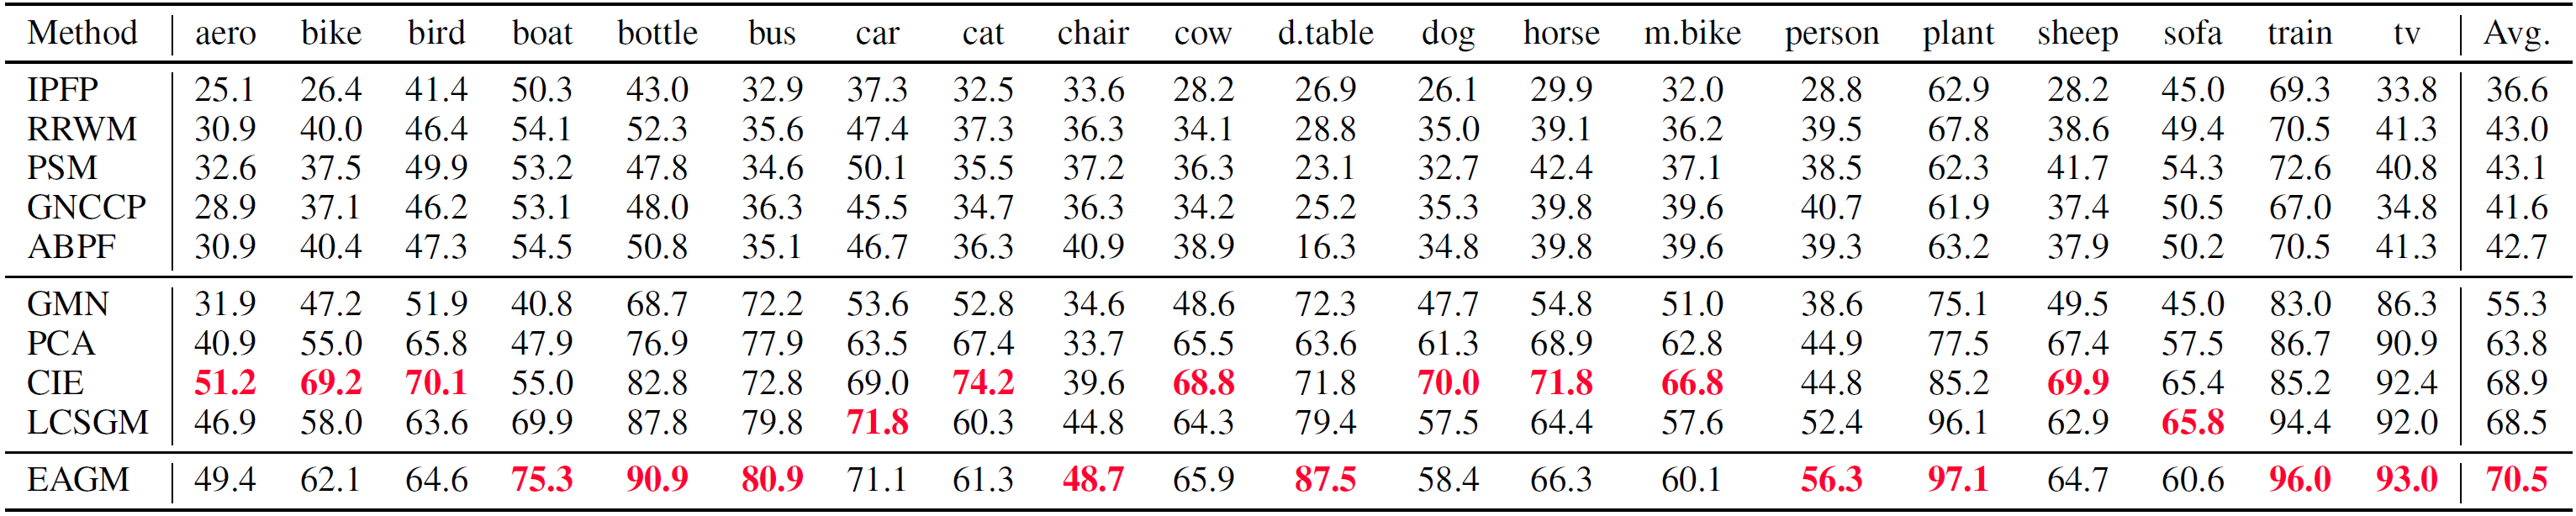 Method aero bike bird boat bottle bus car cat chair cow d.table dog horse m.bike person plant sheep sofa train tv Avg.
IPFP 25.1 26.4 41.4 50.3 43.0 32.9 37.3 32.5 33.6 28.2 26.9 26.1 29.9 32.0 28.8 62.9 28.2 45.0 69.3 33.8 36.6
RRWM 30.9 40.0 46.4 54.1 52.3 35.6 47.4 37.3 36.3 34.1 28.8 35.0 39.1 36.2 39.5 67.8 38.6 49.4 70.5 41.3 43.0
PSM 32.6 37.5 49.9 53.2 47.8 34.6 50.1 35.5 37.2 36.3 23.1 32.7 42.4 37.1 38.5 62.3 41.7 54.3 72.6 40.8 43.1
GNCCP 28.9 37.1 46.2 53.1 48.0 36.3 45.5 34.7 36.3 34.2 25.2 35.3 39.8 39.6 40.7 61.9 37.4 50.5 67.0 34.8 41.6
ABPF 30.9 40.4 47.3 54.5 50.8 35.1 46.7 36.3 40.9 38.9 16.3 34.8 39.8 39.6 39.3 63.2 37.9 50.2 70.5 41.3 42.7
GMN 31.9 47.2 51.9 40.8 68.7 72.2 53.6 52.8 34.6 48.6 72.3 47.7 54.8 51.0 38.6 75.1 49.5 45.0 83.0 86.3 55.3
PCA 40.9 55.0 65.8 47.9 76.9 77.9 63.5 67.4 33.7 65.5 63.6 61.3 68.9 62.8 44.9 77.5 67.4 57.5 86.7 90.9 63.8
CIE 51.2 69.2 70.1 55.0 82.8 72.8 69.0 74.2 39.6 68.8 71.8 70.0 71.8 66.8 44.8 85.2 69.9 65.4 85.2 92.4 68.9
LCSGM 46.9 58.0 63.6 69.9 87.8 79.8 71.8 60.3 44.8 64.3 79.4 57.5 64.4 57.6 52.4 96.1 62.9 65.8 94.4 92.0 68.5
EAGM 49.4 62.1 64.6 75.3 90.9 80.9 71.1 61.3 48.7 65.9 87.5 58.4 66.3 60.1 56.3 97.1 64.7 60.6 96.0 93.0 70.5